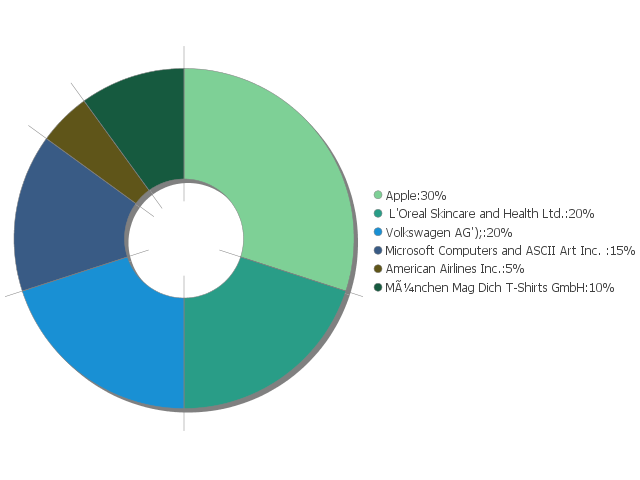 Apple:30%
L'Oreal Skincare and Health Ltd.:20%
Volkswagen AG');:20%
Microsoft Computers and ASCII Art Inc. :15%
American Airlines Inc.:5%
MÃ¼nchen Mag Dich T-Shirts GmbH:10%